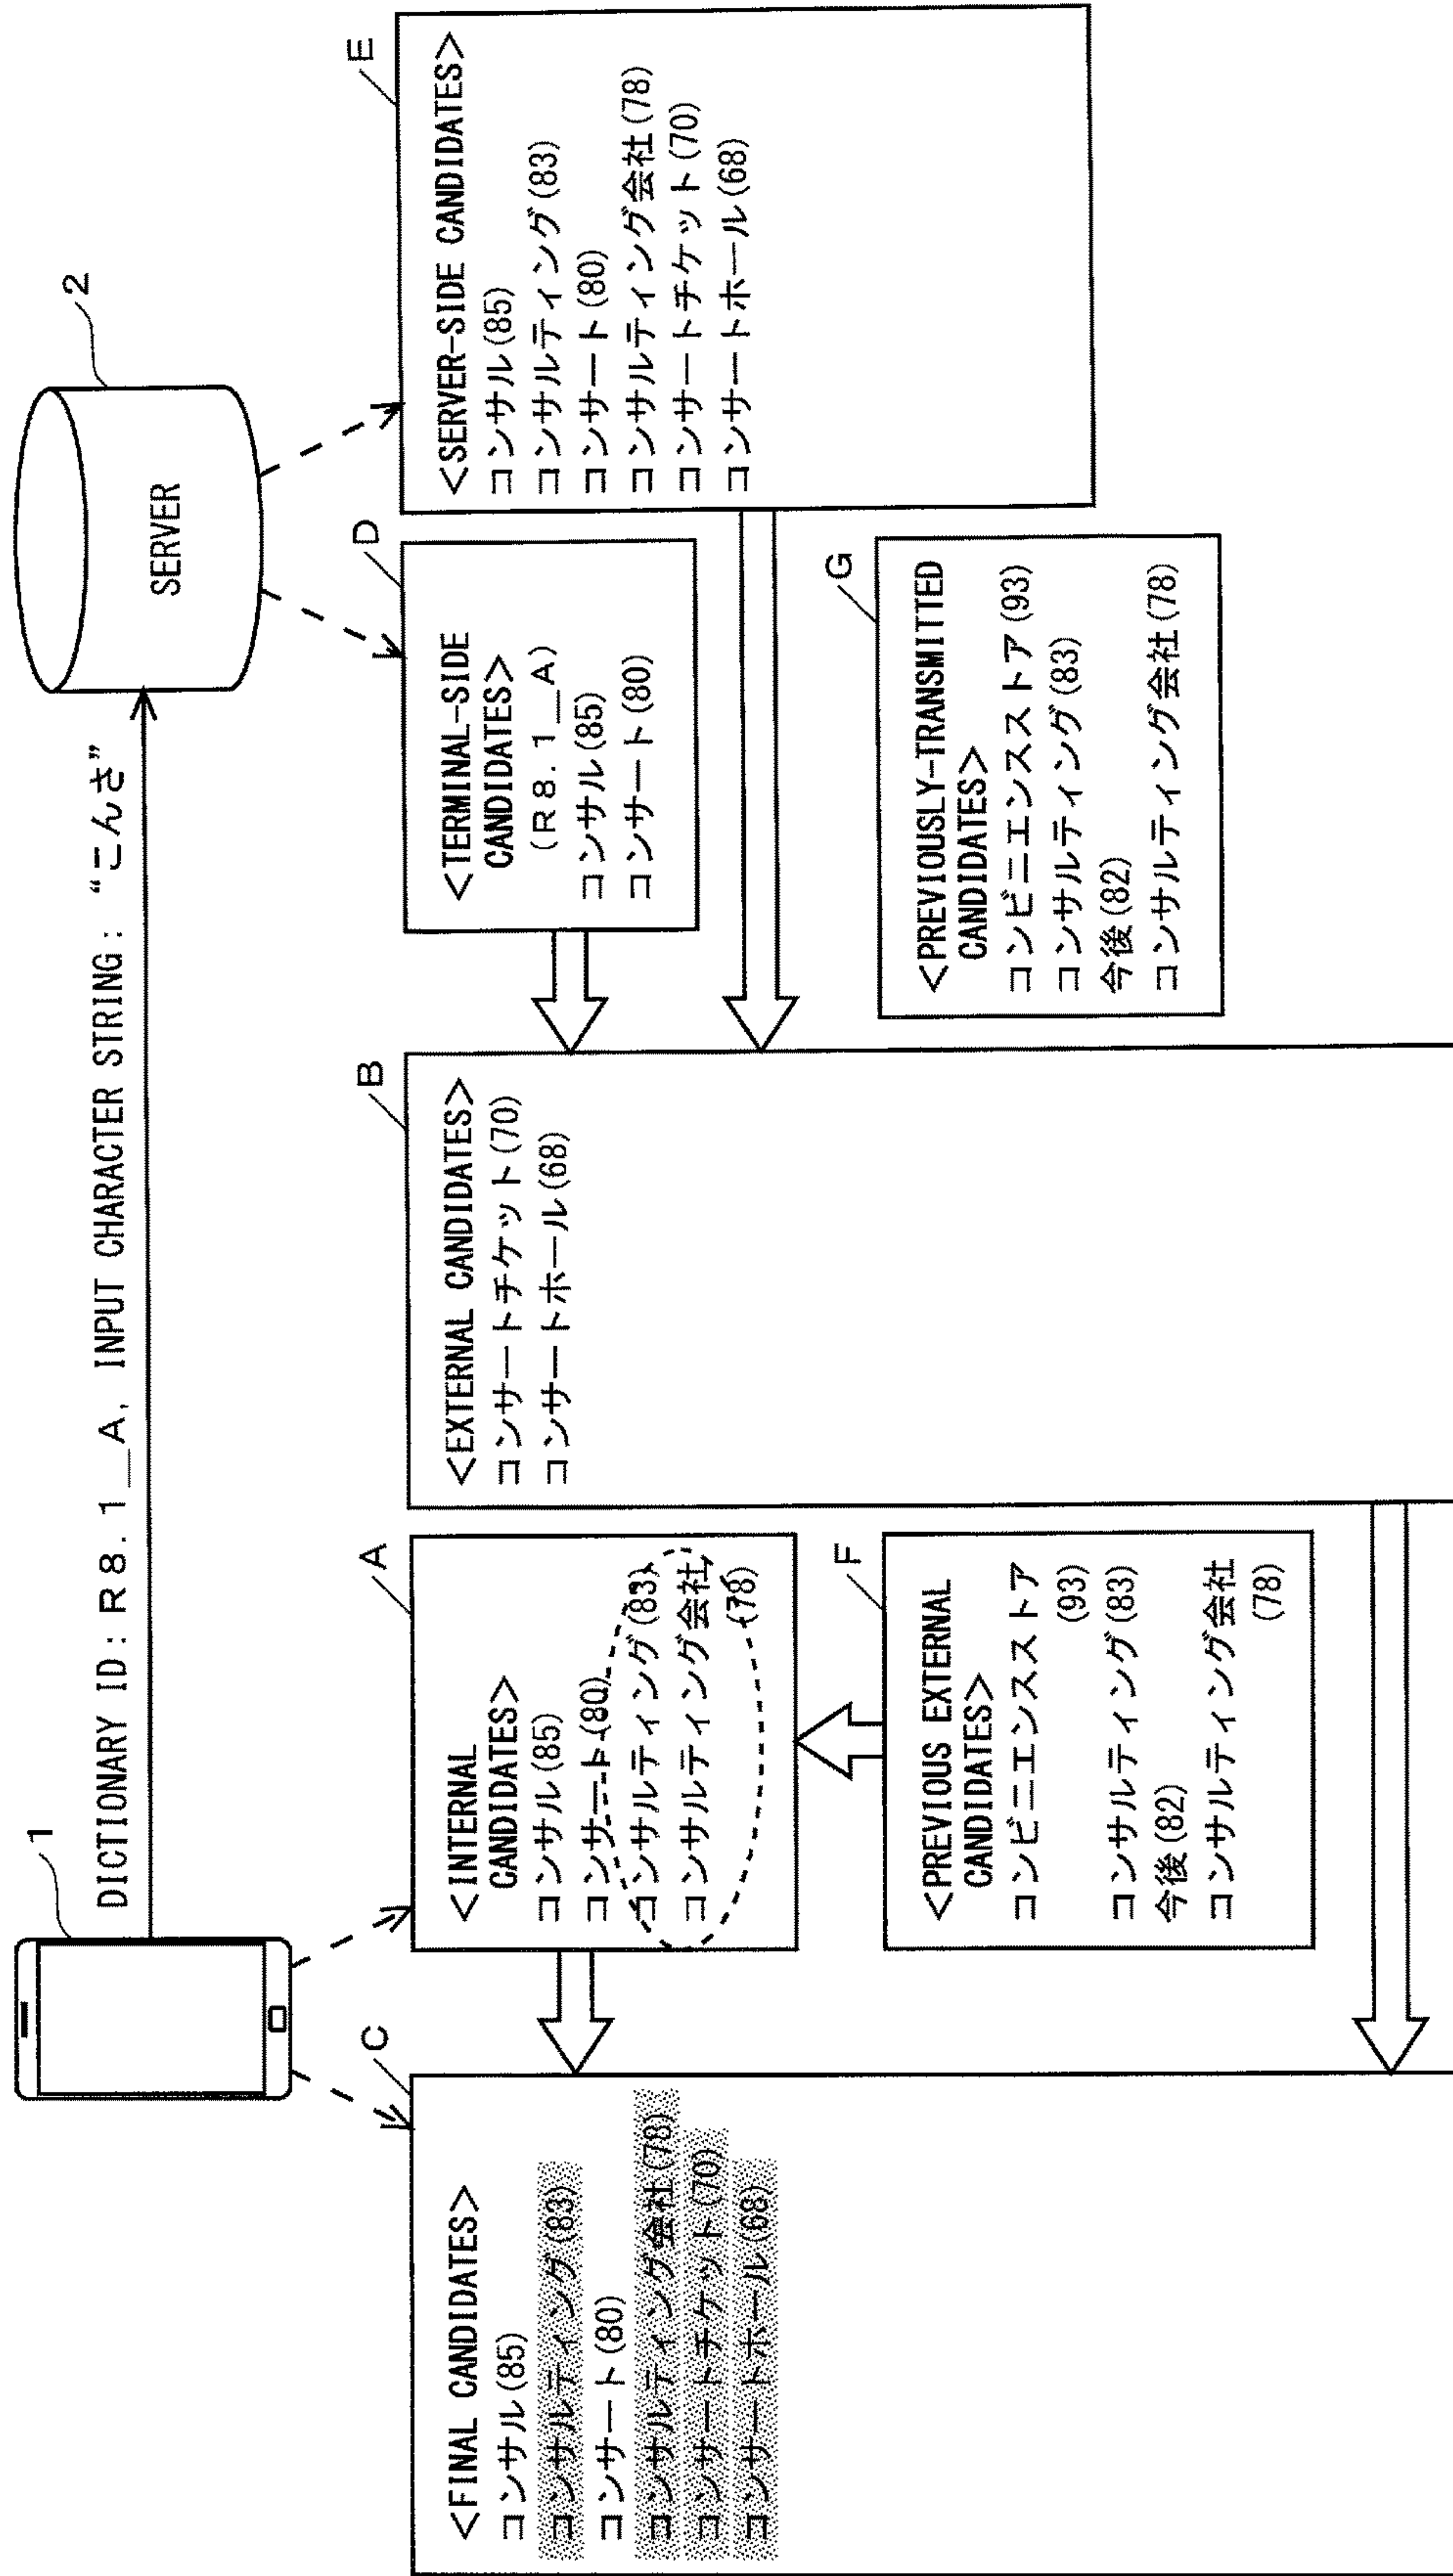 1
DICTIONARY ID: R8.1_A, INPUT CHARACTER STRING: “こんさ”
SERVER
2
C
<FINAL CANDIDATES>
コンサル(85)
コンサルティング(83)
コンサート(80)
コンサルティング会社(78)
コンサートチケット(70)
コンサートホール(68)
A
<INTERNAL
CANDIDATES>
コンサル(85)
コンサート(80)
コンサルティング(83)
コンサルティング会社
(78)
F
<PREVIOUS EXTERNAL
CANDIDATES>
コンビニエンスストア
(93)
コンサルティング(83)
今後(82)
コンサルティング会社
(78)
B
<EXTERNAL CANDIDATES>
コンサートチケット(70)
コンサートホール(68)
D
<TERMINAL-SIDE
CANDIDATES>
(R8.1_A)
コンサル(85)
コンサート(80)
G
<PREVIOUSLY-TRANSMITTED
CANDIDATES>
コンビニエンスストア(93)
コンサルティング(83)
今後(82)
コンサルティング会社(78)
E
<SERVER-SIDE CANDIDATES>
コンサル(85)
コンサルティング(83)
コンサート(80)
コンサルティング会社(78)
コンサートチケット(70)
コンサートホール(68)